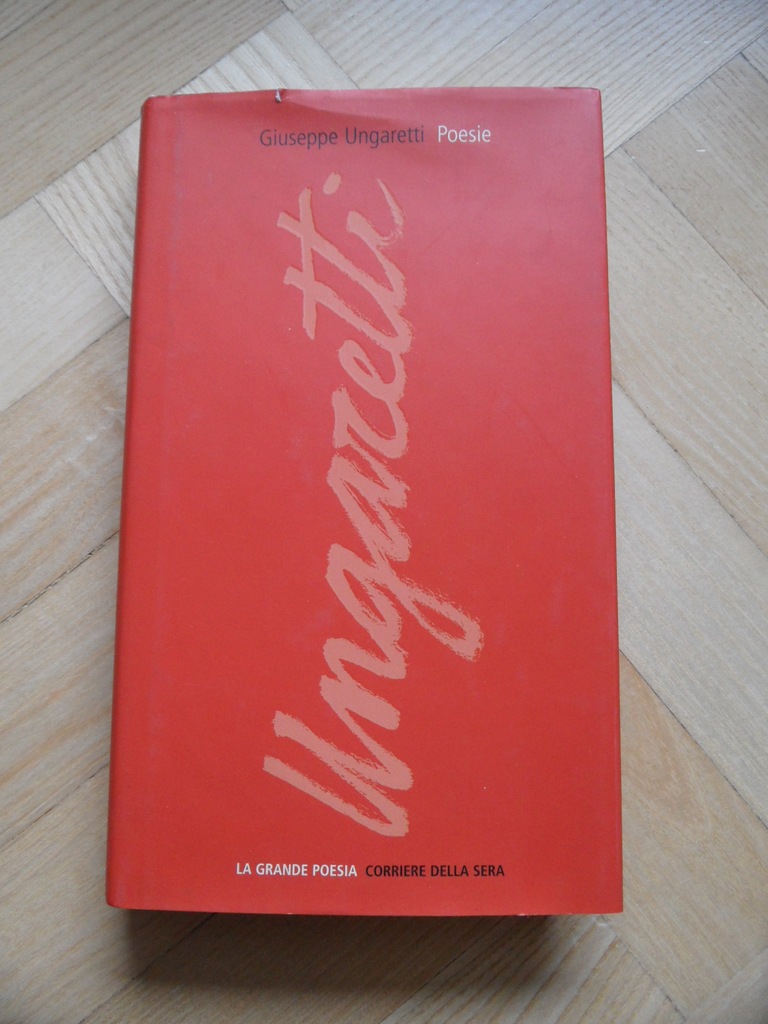 Giuseppe Ungaretti Poesie
Ungaretti
LA GRANDE POESIA CORRIERE DELLA SERA